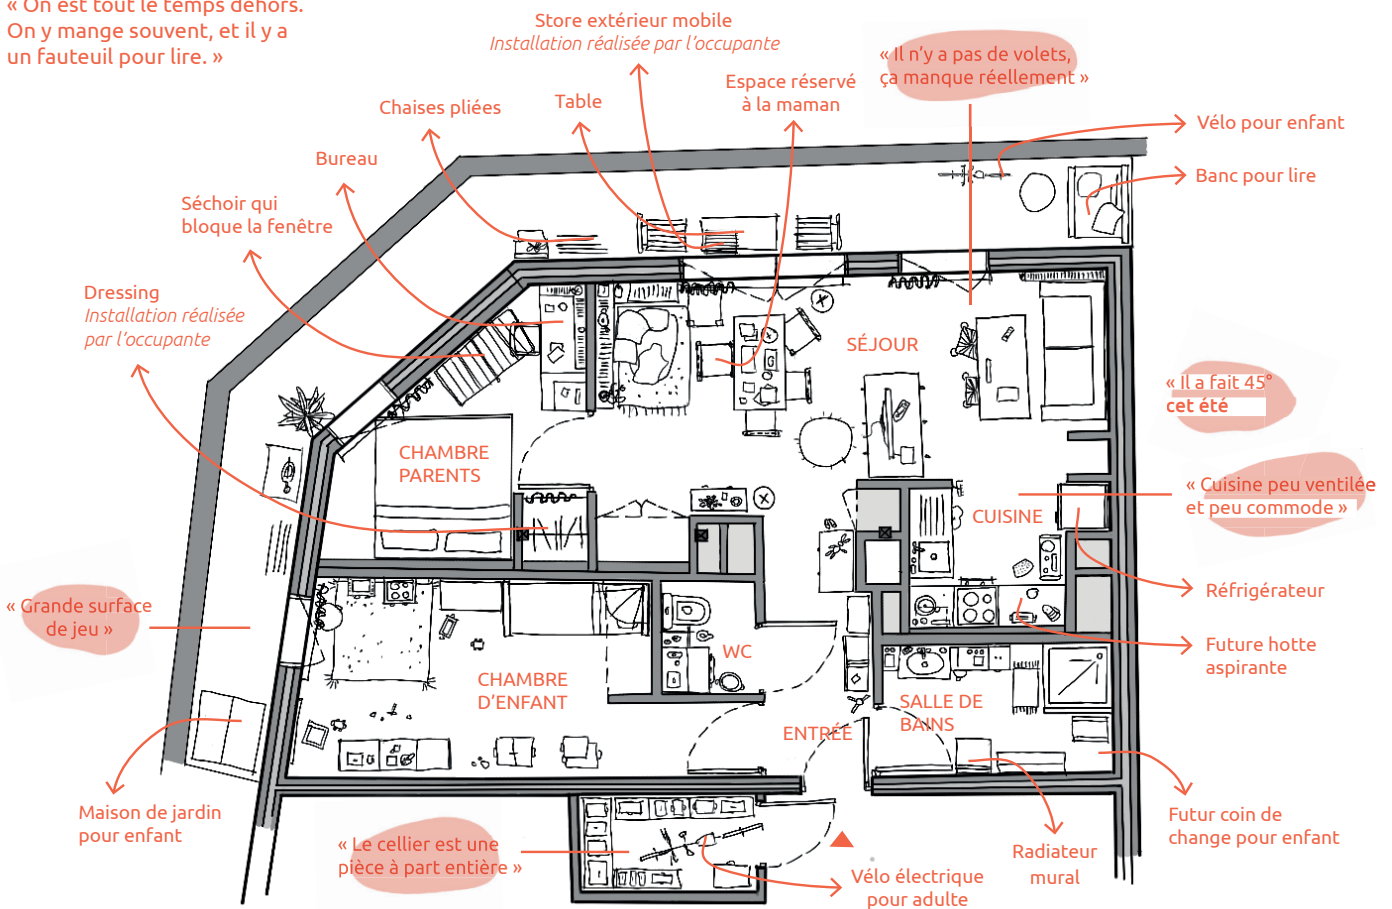 « On est tout le temps dehors.
On y mange souvent, et il y a
un fauteuil pour lire. »
Store extérieur mobile
Installation réalisée par l'occupante
« Il n'y a pas de volets,
ça manque réellement »
Espace réservé
à la maman
Chaises pliées
Table
Vélo pour enfant
Bureau
Banc pour lire
Séchoir qui
bloque la fenêtre
Dressing
Installation réalisée
par l'occupante
SÉJOUR
« Il a fait 45°
cet été
CHAMBRE
PARENTS
« Cuisine peu ventilée
et peu commode »
CUISINE
Réfrigérateur
« Grande surface
de jeu »
Future hotte
aspirante
WC
CHAMBRE
D'ENFANT
SALLE DE
BAINS
ENTRÉE
Maison de jardin
pour enfant
Futur coin de
change pour enfant
« Le cellier est une
pièce à part entière »
Radiateur
mural
Vélo électrique
pour adulte